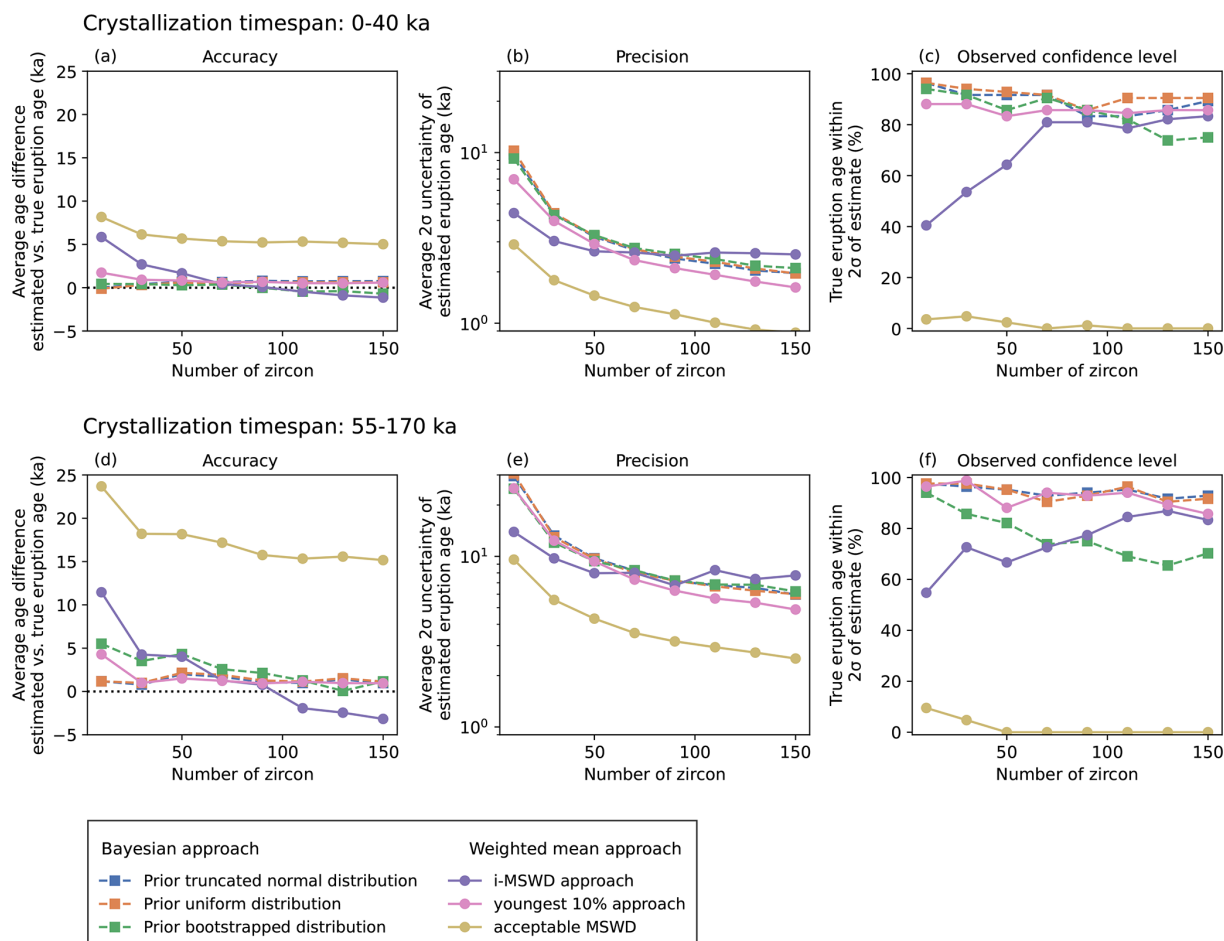 Crystallization timespan: 0-40 ka
(a) Accuracy
Average age difference
estimated vs. true eruption age (ka)
25
20
15
10
5
0
−5
50
100
150
Number of zircon
(b) Precision
Average 2σ uncertainty of
estimated eruption age (ka)
10¹
10⁰
50
100
150
Number of zircon
(c) Observed confidence level
True eruption age within
2σ of estimate (%)
100
80
60
40
20
0
50
100
150
Number of zircon
Crystallization timespan: 55-170 ka
(d) Accuracy
Average age difference
estimated vs. true eruption age (ka)
25
20
15
10
5
0
−5
50
100
150
Number of zircon
(e) Precision
Average 2σ uncertainty of
estimated eruption age (ka)
10¹
10⁰
50
100
150
Number of zircon
(f) Observed confidence level
True eruption age within
2σ of estimate (%)
100
80
60
40
20
0
50
100
150
Number of zircon
Bayesian approach
Prior truncated normal distribution
Prior uniform distribution
Prior bootstrapped distribution
Weighted mean approach
i-MSWD approach
youngest 10% approach
acceptable MSWD